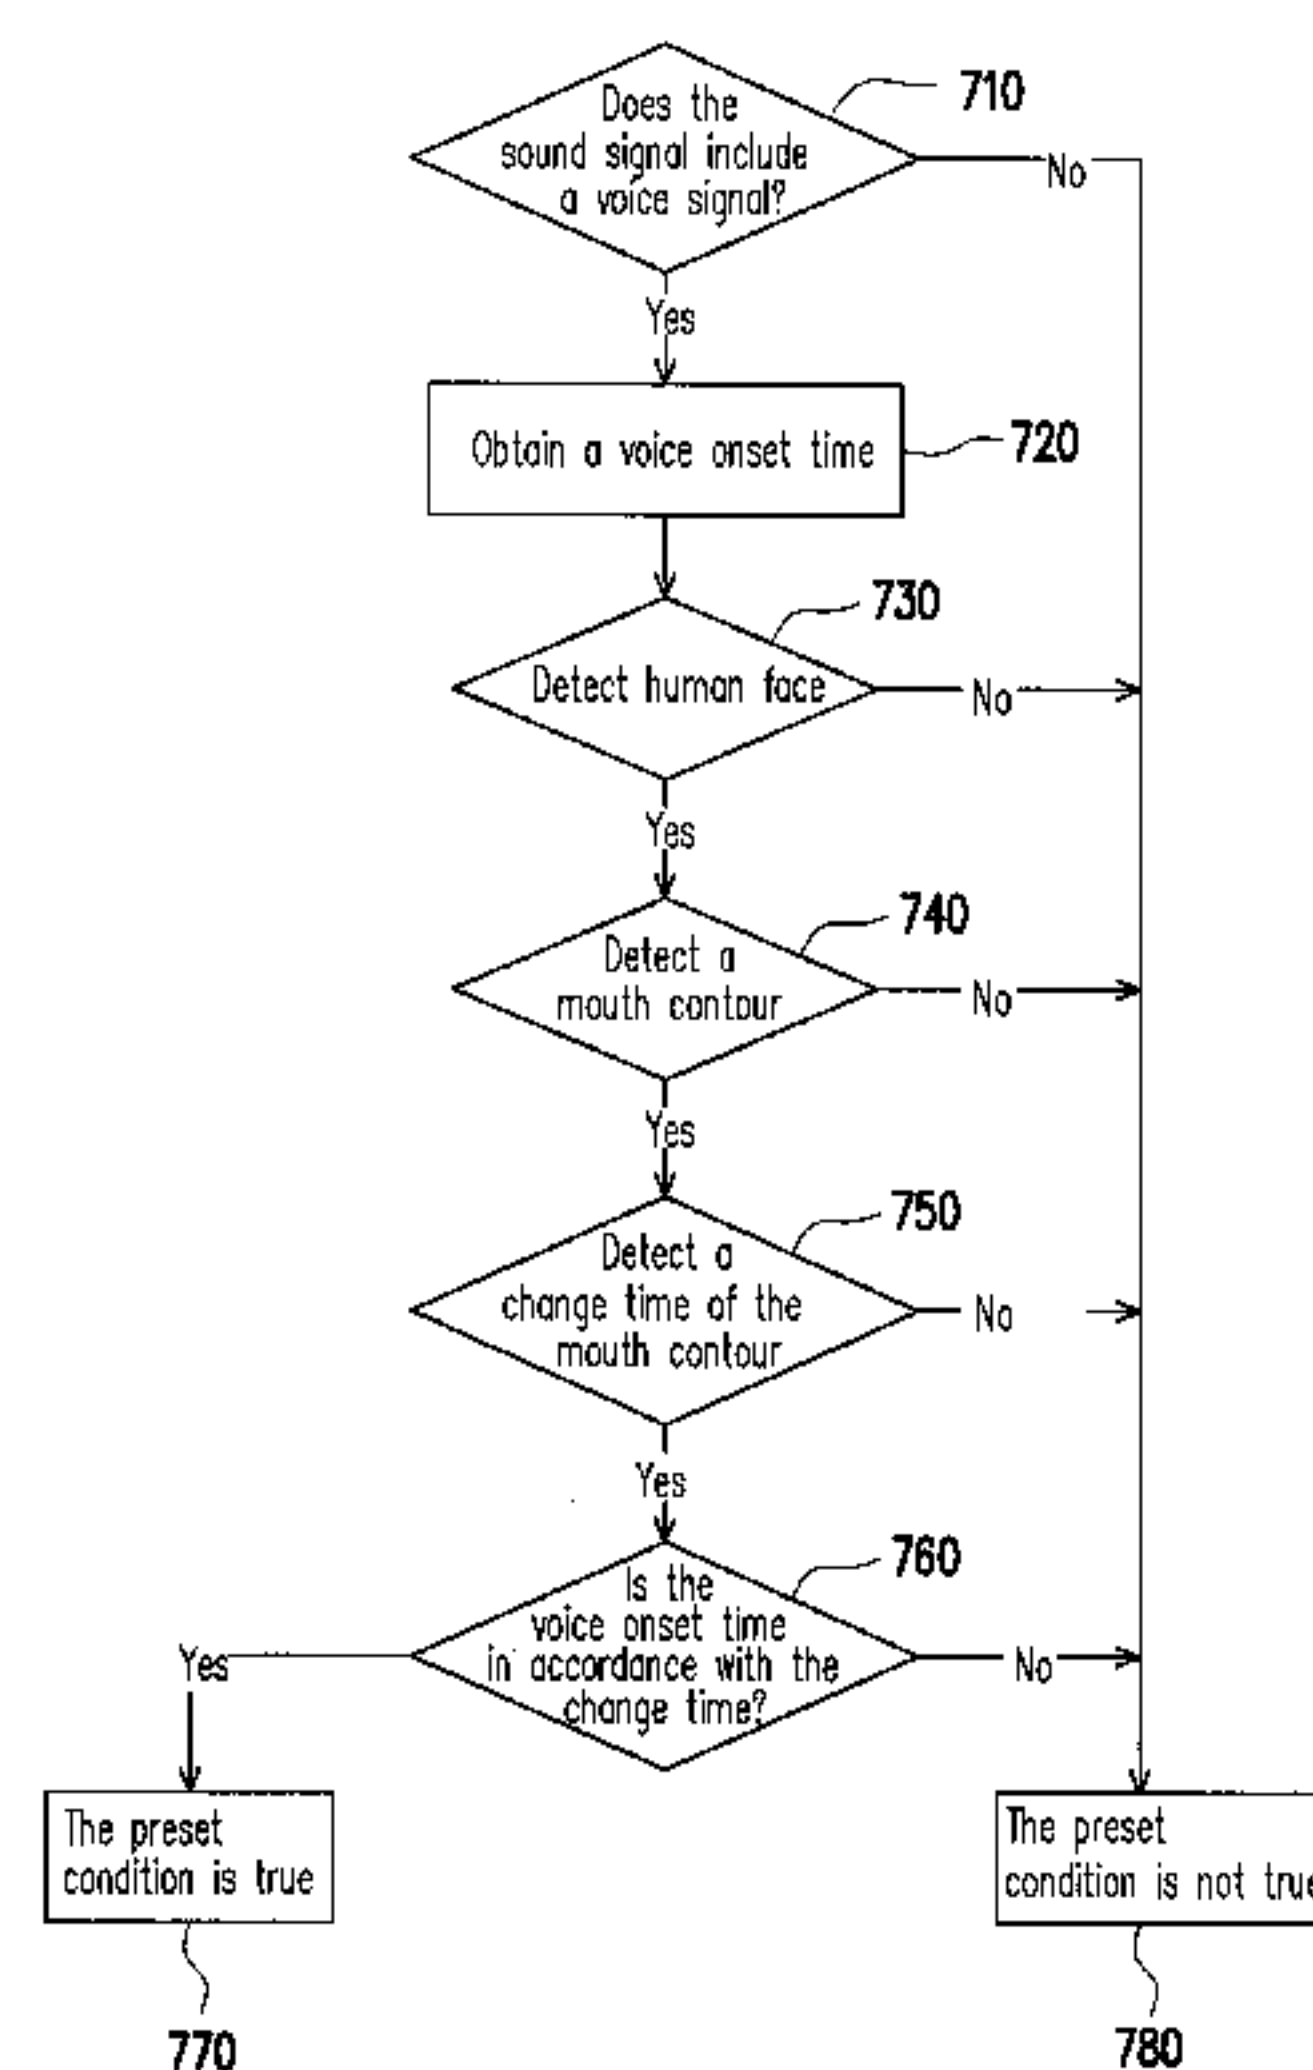 Does the
sound signal include
a voice signal?
710
No
Yes
Obtain a voice onset time
720
730
Detect human face
No
Yes
740
Detect a
mouth contour
No
Yes
750
Detect a
change time of the
mouth contour
No
Yes
760
Is the
voice onset time
in accordance with the
change time?
Yes
No
The preset
condition is true
The preset
condition is not true
770
780